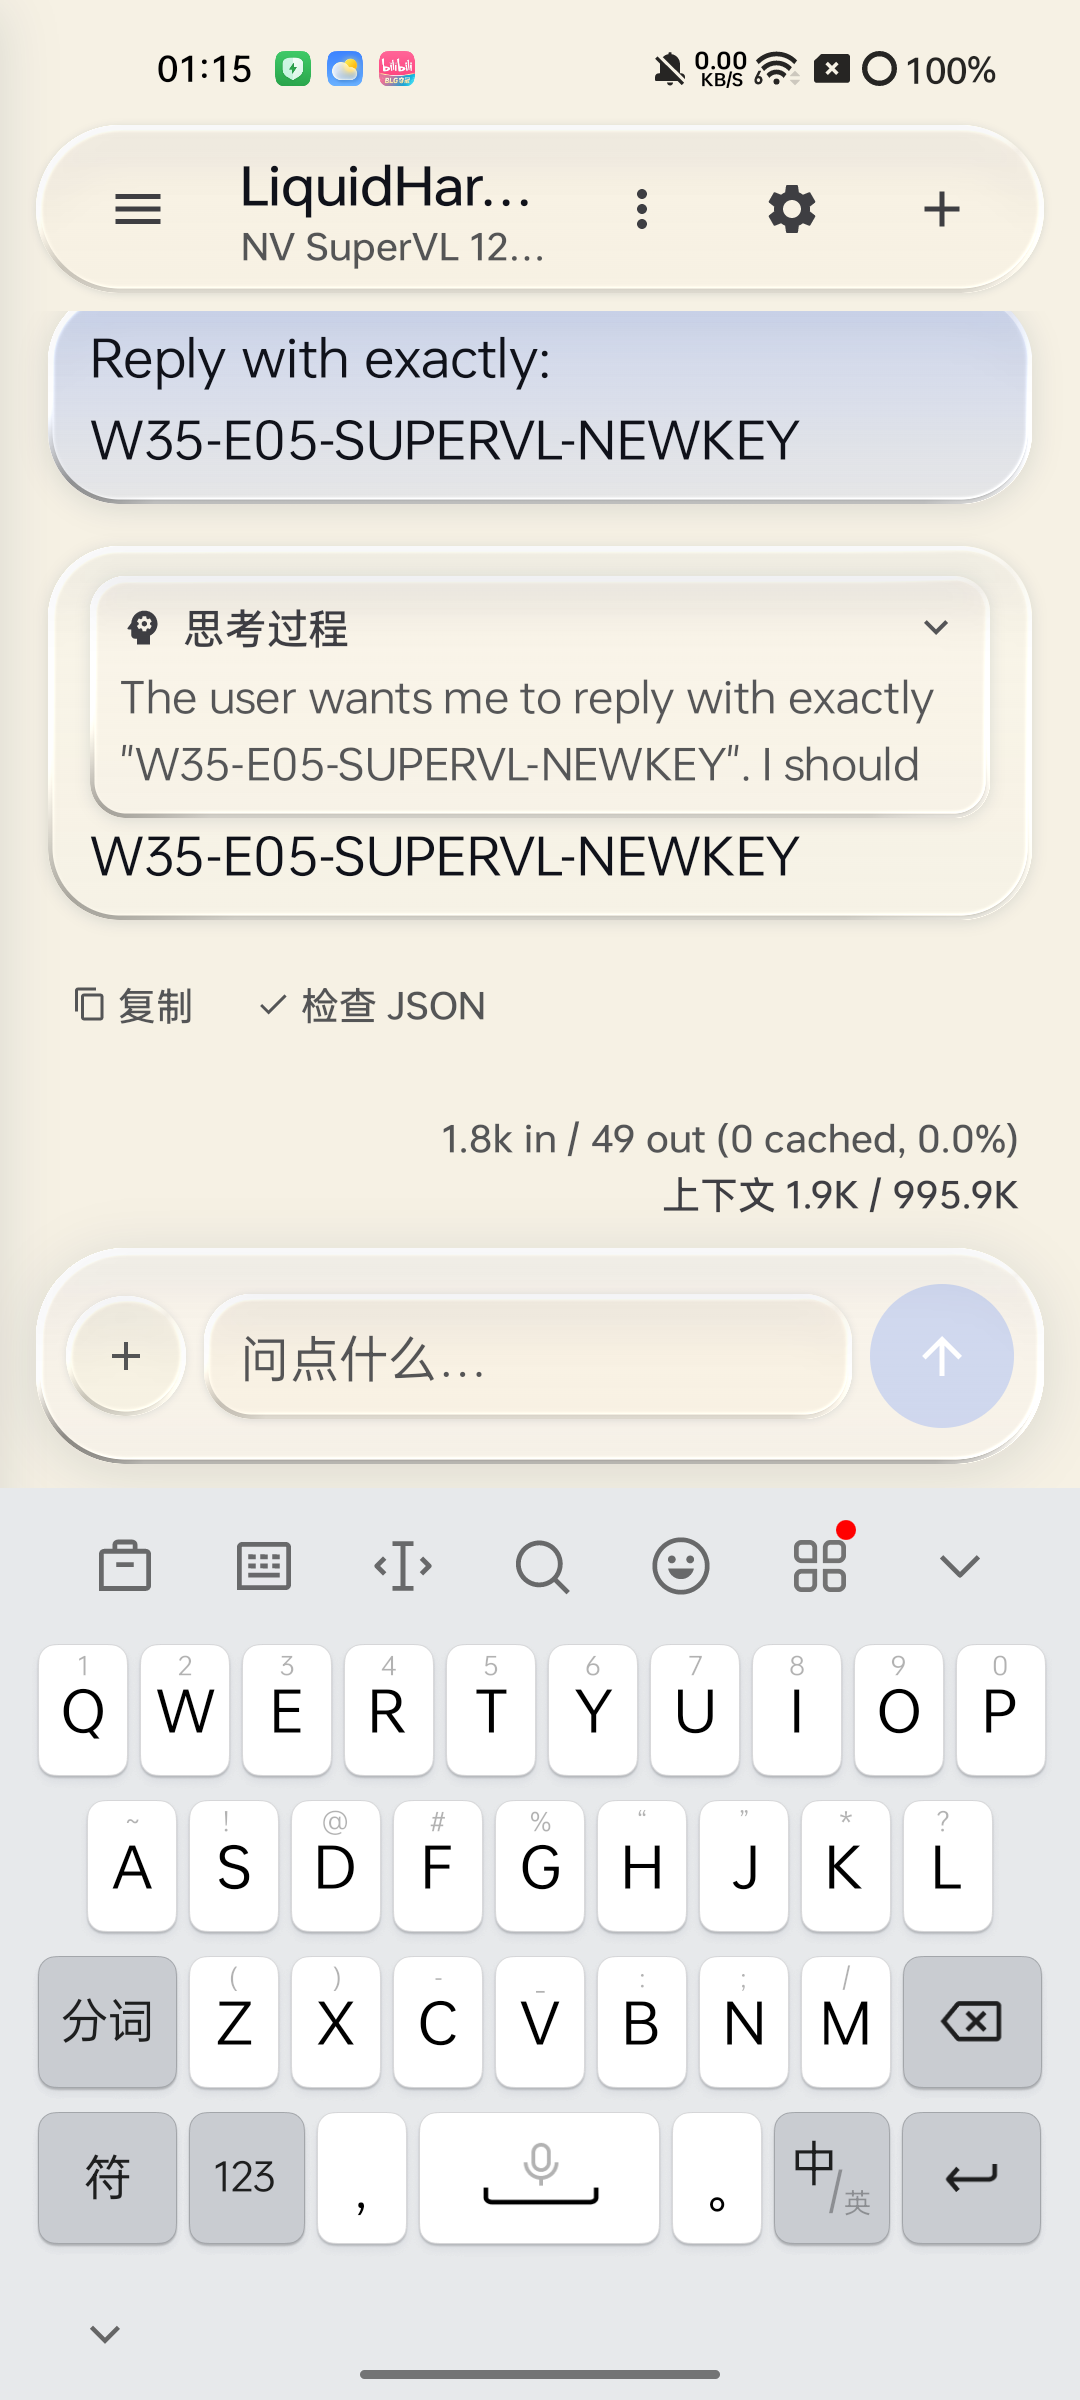 01:15
0.00
KB/S
6
100%
LiquidHar...
NV SuperVL 12...
Reply with exactly:
W35-E05-SUPERVL-NEWKEY
思考过程
The user wants me to reply with exactly
"W35-E05-SUPERVL-NEWKEY". I should
W35-E05-SUPERVL-NEWKEY
复制
检查 JSON
1.8k in / 49 out (0 cached, 0.0%)
上下文 1.9K / 995.9K
问点什么...
1 2 3 4 5 6 7 8 9 0
Q W E R T Y U I O P
~ ! @ # % “ ” * ?
A S D F G H J K L
( ) - _ : ; /
分词 Z X C V B N M
符 123 , 。 中/英